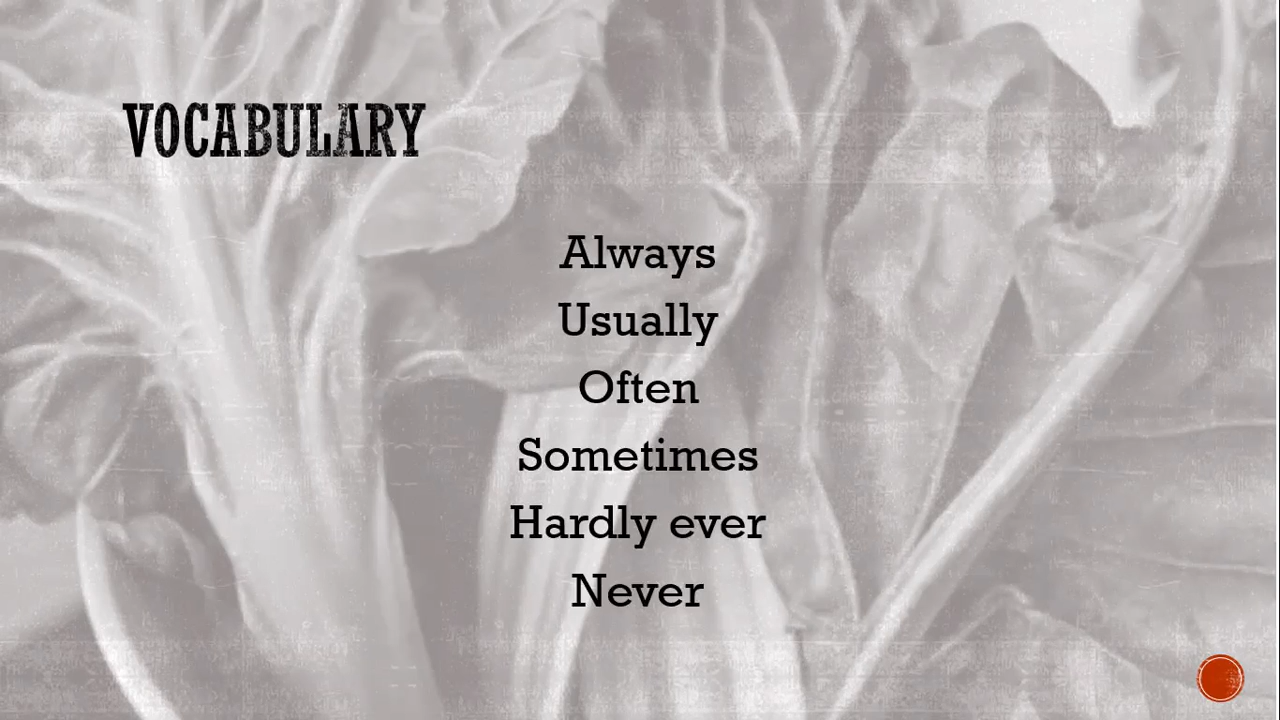 VOCABULARY
Always
Usually
Often
Sometimes
Hardly ever
Never